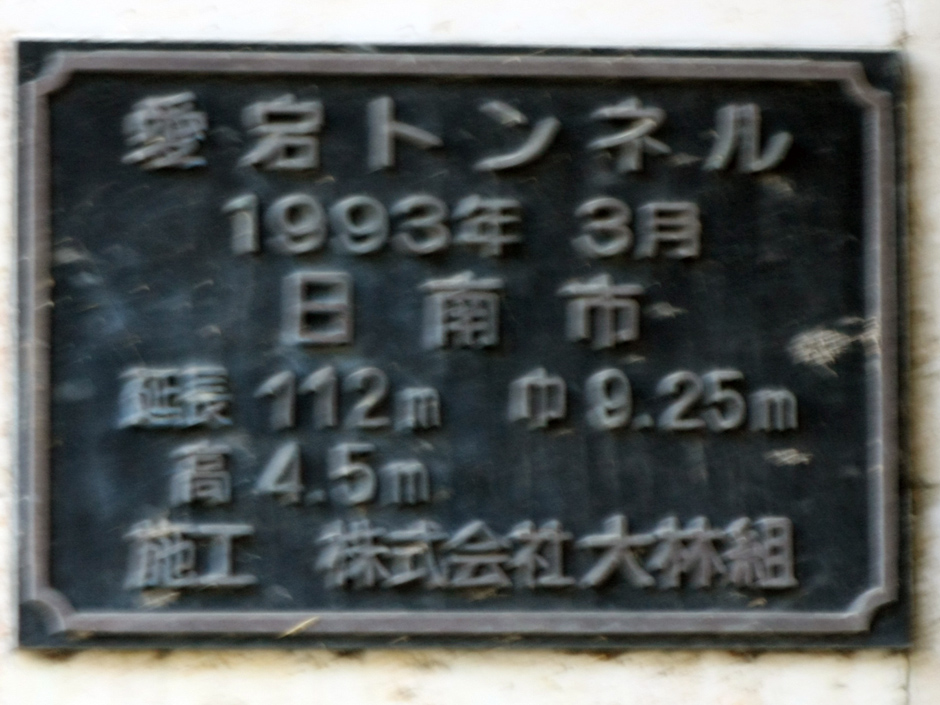 愛宕トンネル
1993年 3月
日南市
延長 112m 巾 9.25m
高 4.5m
施工 株式会社大林組